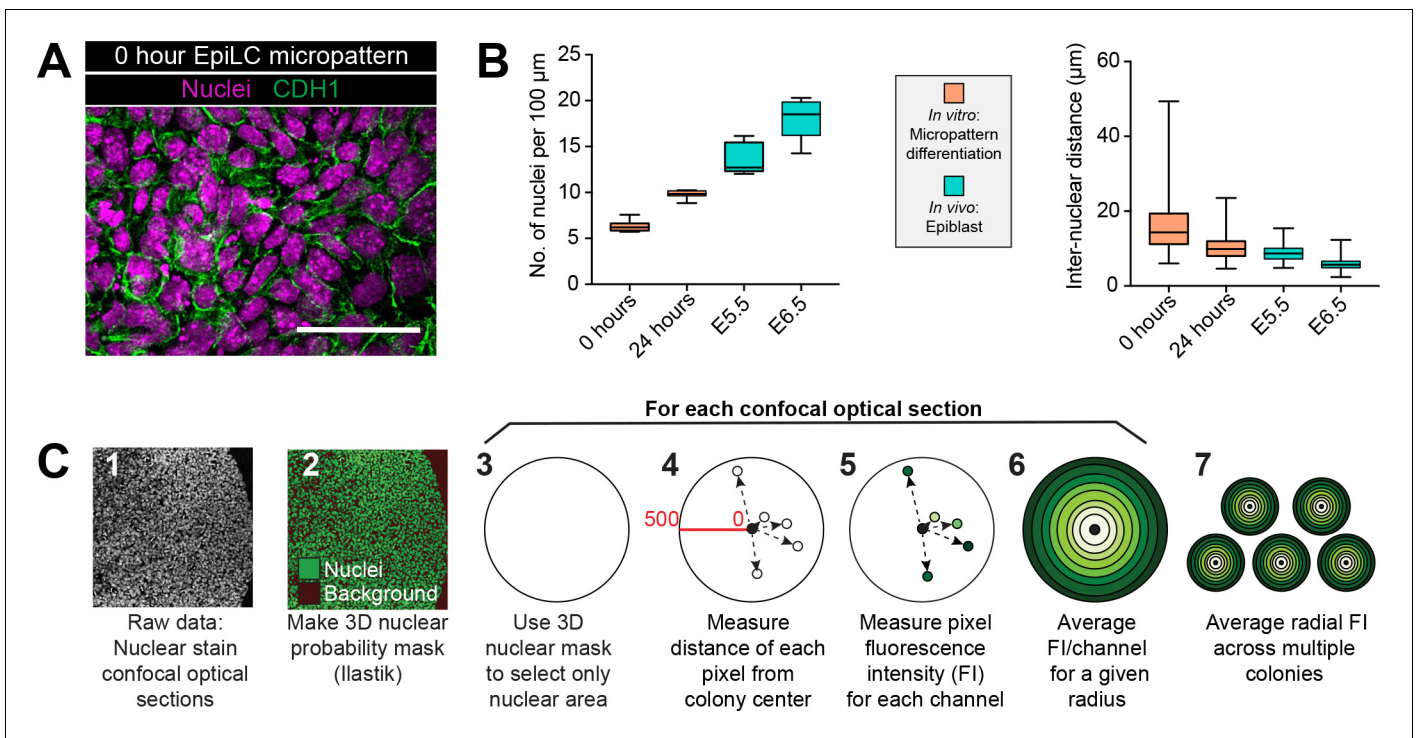 A
0 hour EpiLC micropattern
Nuclei CDH1
B
No. of nuclei per 100 µm
25
20
15
10
5
0
0 hours
24 hours
E5.5
E6.5
In vitro:
Micropattern
differentiation
In vivo:
Epiblast
Inter-nuclear distance (µm)
60
40
20
0
0 hours
24 hours
E5.5
E6.5
C
For each confocal optical section
1
Raw data:
Nuclear stain
confocal optical
sections
2
Nuclei
Background
Make 3D nuclear
probability mask
(Ilastik)
3
Use 3D
nuclear mask
to select only
nuclear area
4
500 0
Measure
distance of each
pixel from
colony center
5
Measure pixel
fluorescence
intensity (FI)
for each channel
6
Average
FI/channel
for a given
radius
7
Average radial FI
across multiple
colonies